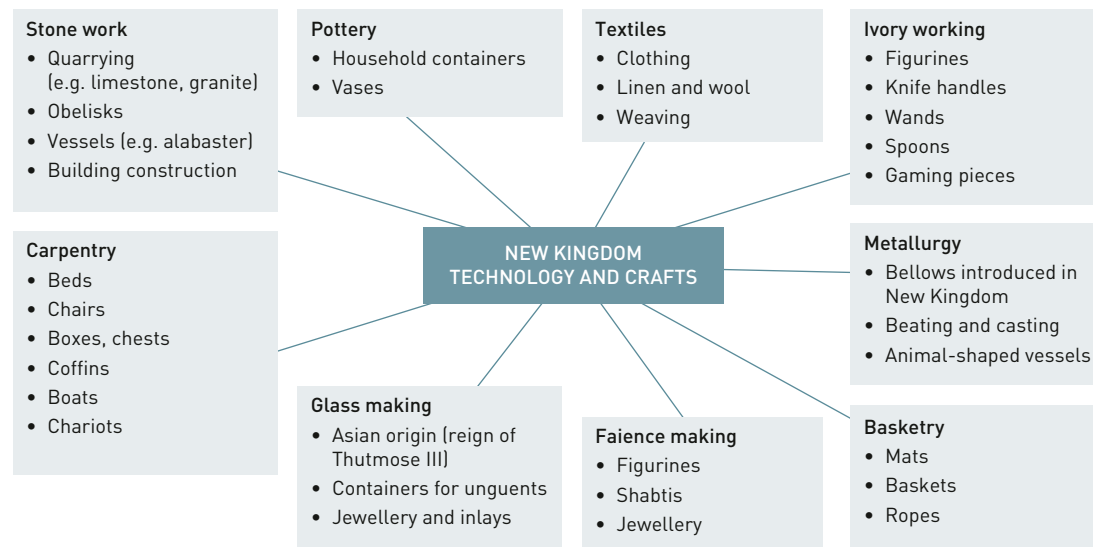 Stone work
• Quarrying
(e.g. limestone, granite)
• Obelisks
• Vessels (e.g. alabaster)
• Building construction
Pottery
• Household containers
• Vases
Textiles
• Clothing
• Linen and wool
• Weaving
Ivory working
• Figurines
• Knife handles
• Wands
• Spoons
• Gaming pieces
NEW KINGDOM
TECHNOLOGY AND CRAFTS
Carpentry
• Beds
• Chairs
• Boxes, chests
• Coffins
• Boats
• Chariots
Metallurgy
• Bellows introduced in
New Kingdom
• Beating and casting
• Animal-shaped vessels
Glass making
• Asian origin (reign of
Thutmose III)
• Containers for unguents
• Jewellery and inlays
Faience making
• Figurines
• Shabtis
• Jewellery
Basketry
• Mats
• Baskets
• Ropes